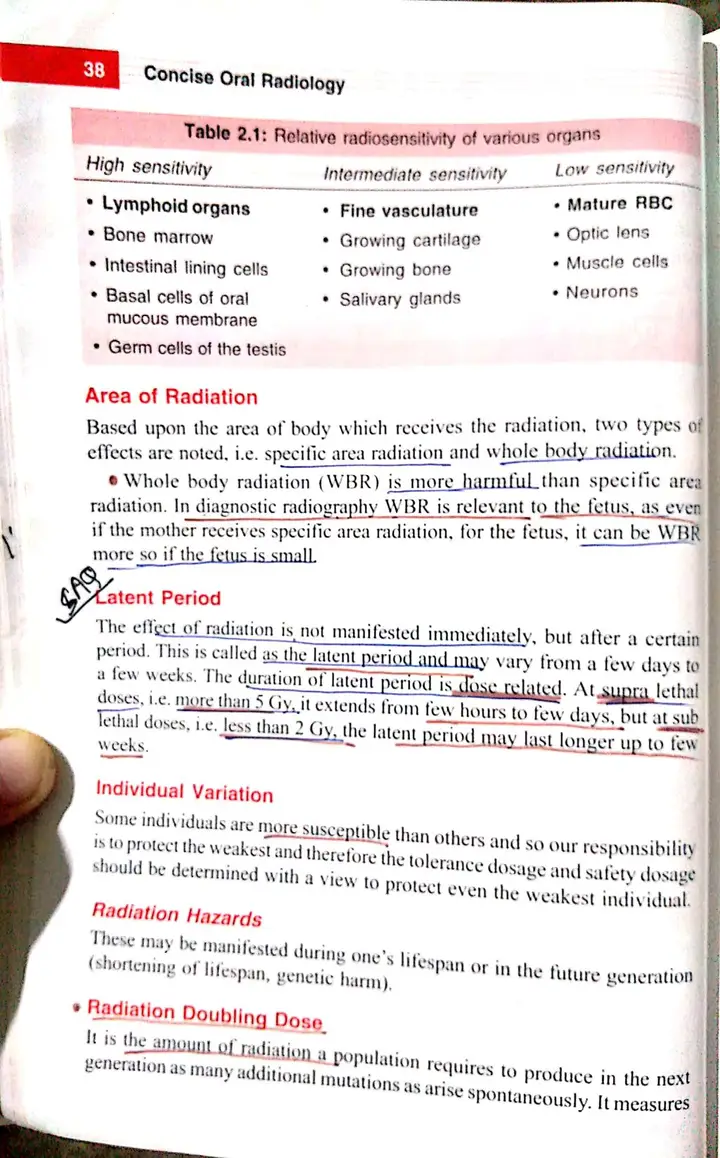 38 Concise Oral Radiology
Table 2.1: Relative radiosensitivity of various organs
High sensitivity Intermediate sensitivity Low sensitivity
• Lymphoid organs • Fine vasculature • Mature RBC
• Bone marrow • Growing cartilage • Optic lens
• Intestinal lining cells • Growing bone • Muscle cells
• Basal cells of oral • Salivary glands • Neurons
mucous membrane
• Germ cells of the testis
Area of Radiation
Based upon the area of body which receives the radiation, two types of
effects are noted, i.e. specific area radiation and whole body radiation.
• Whole body radiation (WBR) is more harmful than specific area
radiation. In diagnostic radiography WBR is relevant to the fetus, as even
if the mother receives specific area radiation, for the fetus, it can be WBR
more so if the fetus is small.
SAQ
Latent Period
The effect of radiation is not manifested immediately, but after a certain
period. This is called as the latent period and may vary from a few days to
a few weeks. The duration of latent period is dose related. At supra lethal
doses, i.e. more than 5 Gy, it extends from few hours to few days, but at sub
lethal doses, i.e. less than 2 Gy, the latent period may last longer up to few
weeks.
Individual Variation
Some individuals are more susceptible than others and so our responsibility
is to protect the weakest and therefore the tolerance dosage and safety dosage
should be determined with a view to protect even the weakest individual.
Radiation Hazards
These may be manifested during one's lifespan or in the future generation
(shortening of lifespan, genetic harm).
• Radiation Doubling Dose
It is the amount of radiation a population requires to produce in the next
generation as many additional mutations as arise spontaneously. It measures